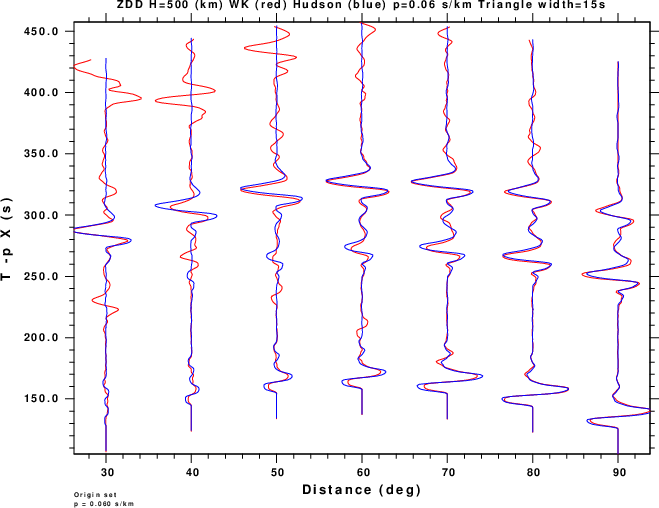 ZDD H=500 (km) WK (red) Hudson (blue) p=0.06 s/km Triangle width=15s
450.0
400.0
350.0
300.0
250.0
200.0
150.0
T -p X (s)
30 40 50 60 70 80 90
Distance (deg)
Origin set
p = 0.060 s/km